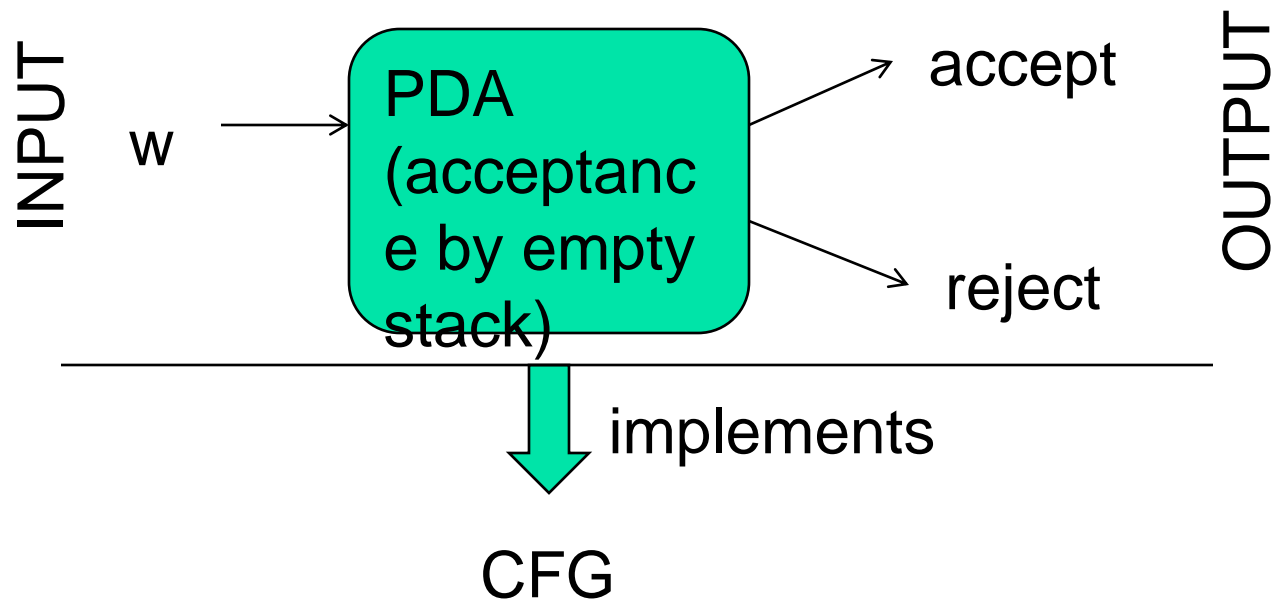 INPUT
w
PDA
(acceptanc
e by empty
stack)
accept
reject
OUTPUT
implements
CFG